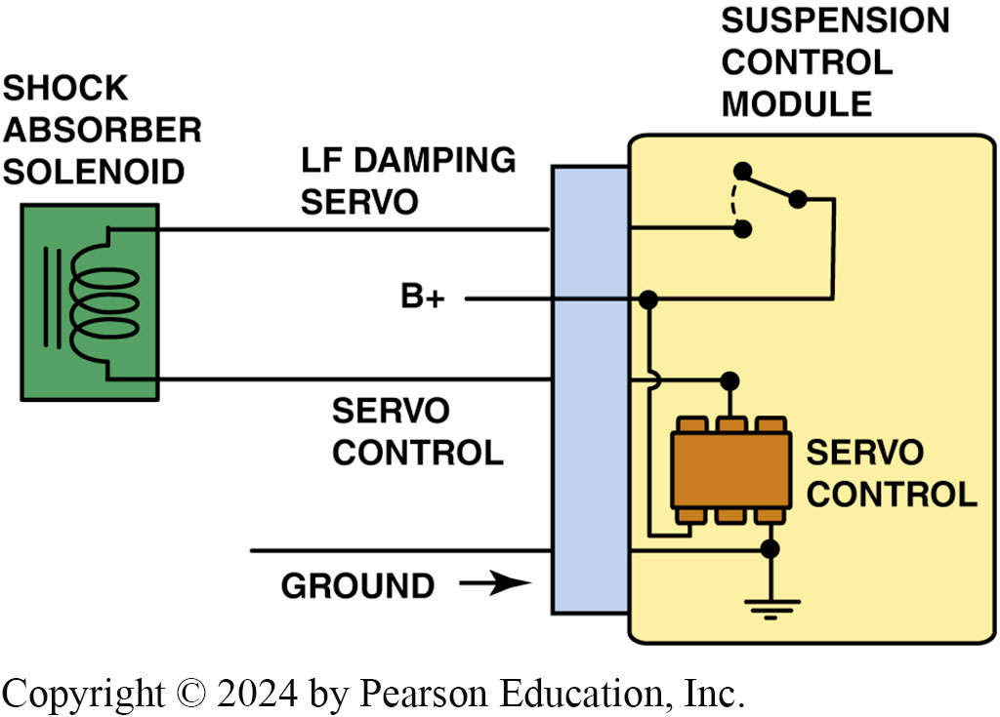 SUSPENSION
CONTROL
MODULE
SHOCK
ABSORBER
SOLENOID
LF DAMPING
SERVO
B+
SERVO
CONTROL
SERVO
CONTROL
GROUND
Copyright © 2024 by Pearson Education, Inc.